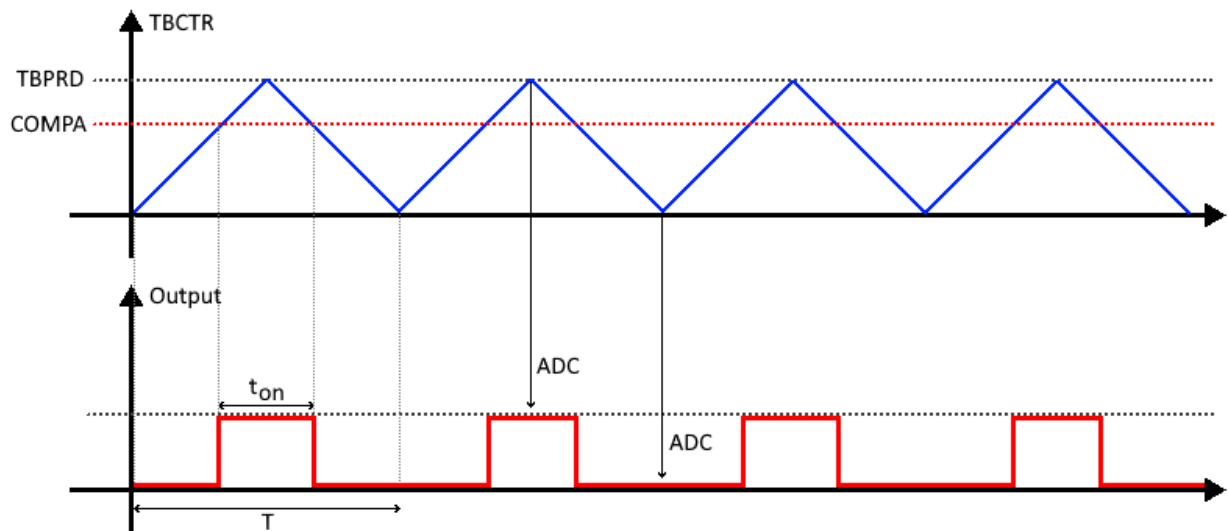 TBCTR
TBPRD
COMPA
Output
ton
ADC
ADC
T